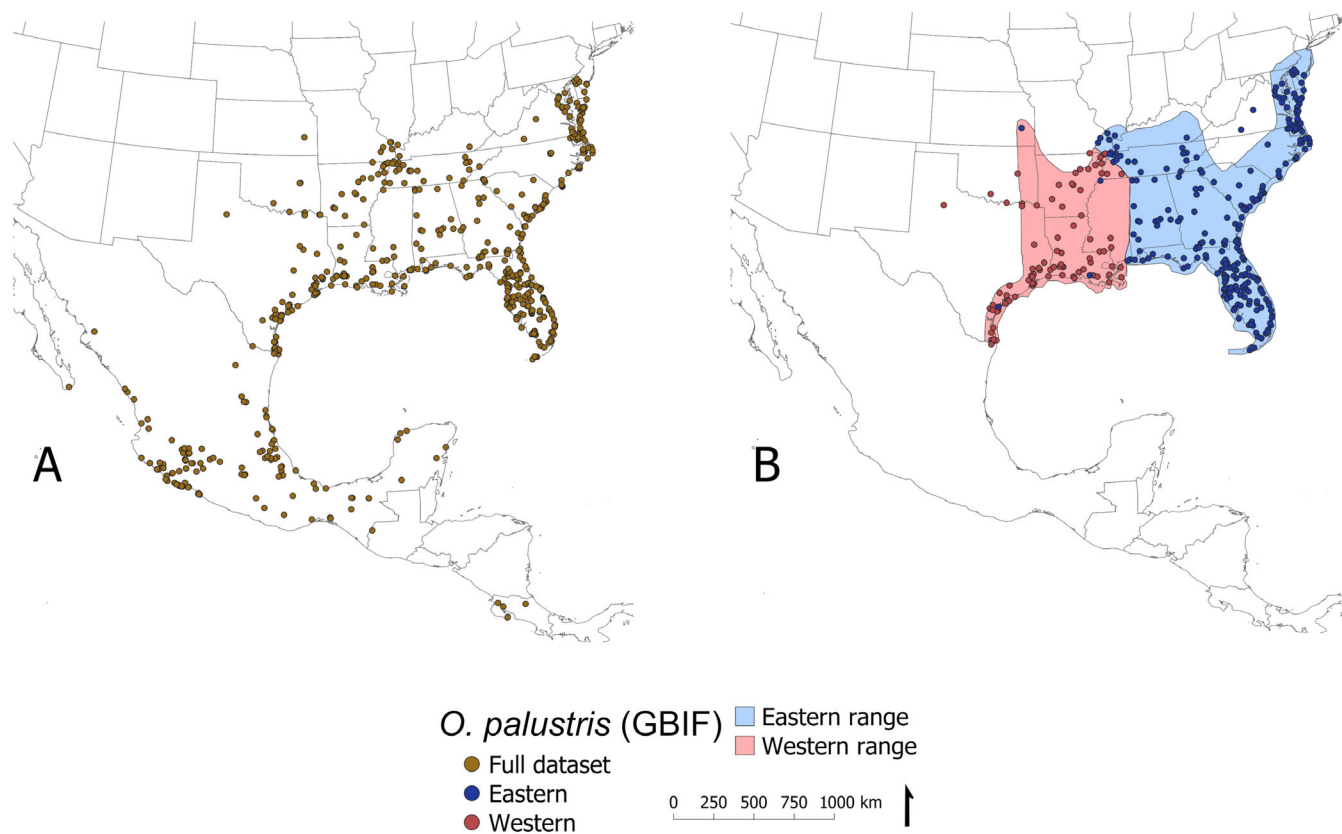 A
B
O. palustris (GBIF)
Full dataset
Eastern
Western
Eastern range
Western range
0 250 500 750 1000 km